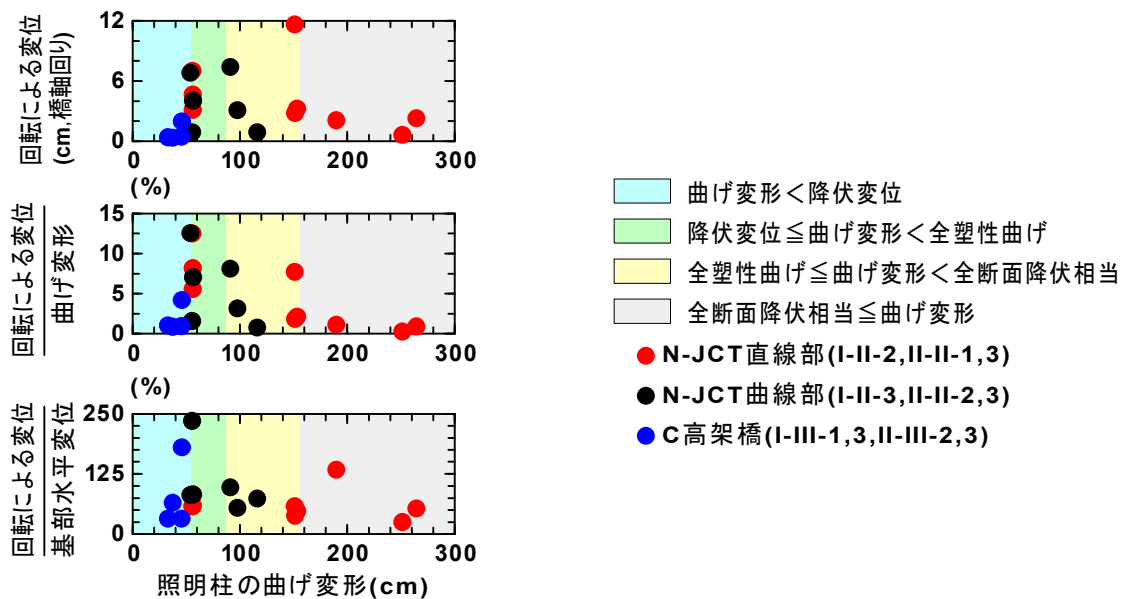 回転による変位
(cm,橋軸回り)
12
6
0
0
100
200
300
(%)
回転による変位
曲げ変形
15
10
5
0
0
100
200
300
(%)
回転による変位
基部水平変位
250
125
0
0
100
200
300
照明柱の曲げ変形(cm)
曲げ変形＜降伏変位
降伏変位≦曲げ変形＜全塑性曲げ
全塑性曲げ≦曲げ変形＜全断面降伏相当
全断面降伏相当≦曲げ変形
N-JCT直線部(I-II-2,II-II-1,3)
N-JCT曲線部(I-II-3,II-II-2,3)
C高架橋(I-III-1,3,II-III-2,3)